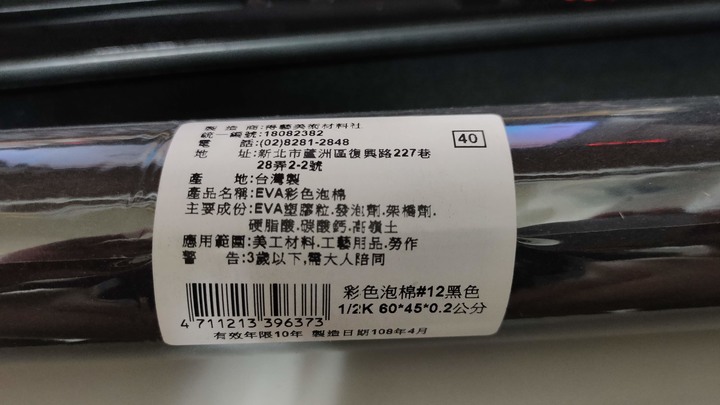 製造商:務藝美術材料社
統一編號:18082382
電話:(02)8281-2848
地址:新北市蘆洲區復興路227巷
28弄2-2號
產地:台灣製
產品名稱:EVA彩色泡棉
主要成份:EVA塑膠粒.發泡劑.架橋劑.
硬脂酸.碳酸鈣.高嶺土
應用範圍:美工材料.工藝用品.勞作
警告:3歲以下,需大人陪同
40
彩色泡棉#12黑色
1/2K 60*45*0.2公分
4 711213 396373
有效年限10年 製造日期108年4月